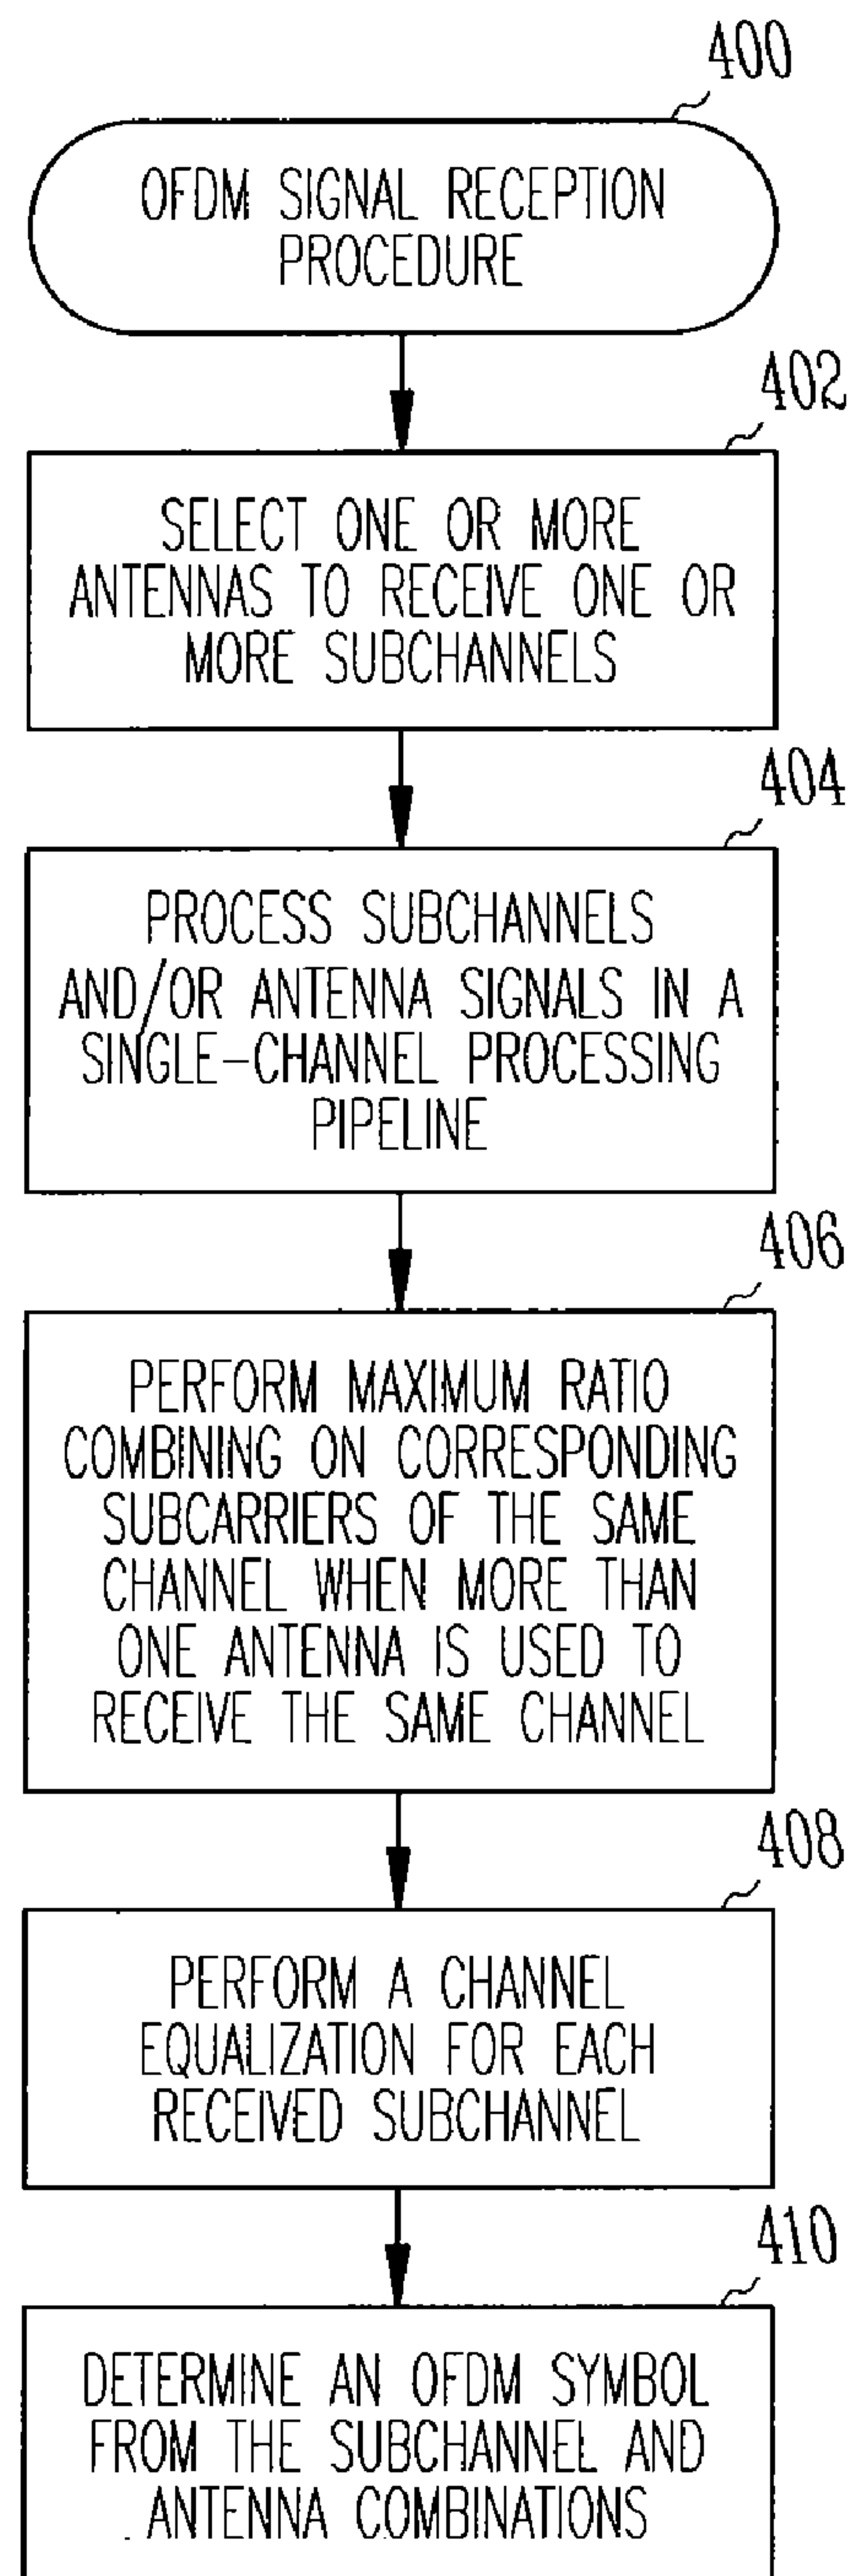 400
OFDM SIGNAL RECEPTION
PROCEDURE
402
SELECT ONE OR MORE
ANTENNAS TO RECEIVE ONE OR
MORE SUBCHANNELS
404
PROCESS SUBCHANNELS
AND/OR ANTENNA SIGNALS IN A
SINGLE-CHANNEL PROCESSING
PIPELINE
406
PERFORM MAXIMUM RATIO
COMBINING ON CORRESPONDING
SUBCARRIERS OF THE SAME
CHANNEL WHEN MORE THAN
ONE ANTENNA IS USED TO
RECEIVE THE SAME CHANNEL
408
PERFORM A CHANNEL
EQUALIZATION FOR EACH
RECEIVED SUBCHANNEL
410
DETERMINE AN OFDM SYMBOL
FROM THE SUBCHANNEL AND
ANTENNA COMBINATIONS